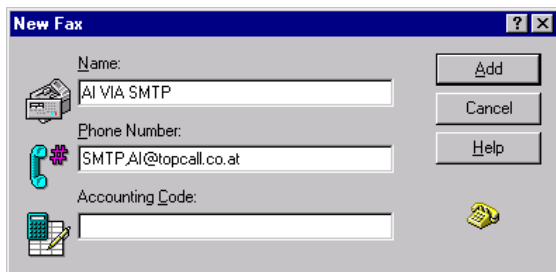 New Fax
Name:
AI VIA SMTP
Phone Number:
SMTP,AI@topcall.co.at
Accounting Code:
Add
Cancel
Help